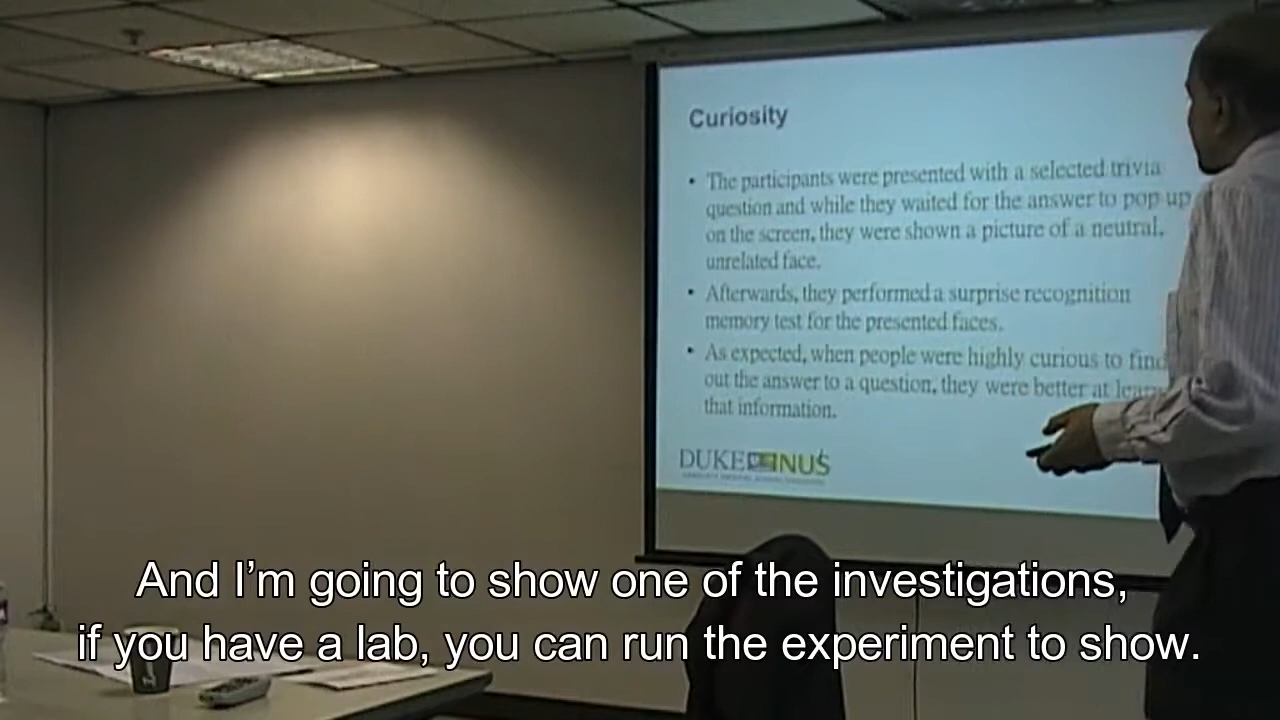 Curiosity
• The participants were presented with a selected trivia
question and while they waited for the answer to pop up
on the screen, they were shown a picture of a neutral,
unrelated face.
• Afterwards, they performed a surprise recognition
memory test for the presented faces.
• As expected, when people were highly curious to find
out the answer to a question, they were better at
that information.
DUKE NUS
And I'm going to show one of the investigations,
if you have a lab, you can run the experiment to show.